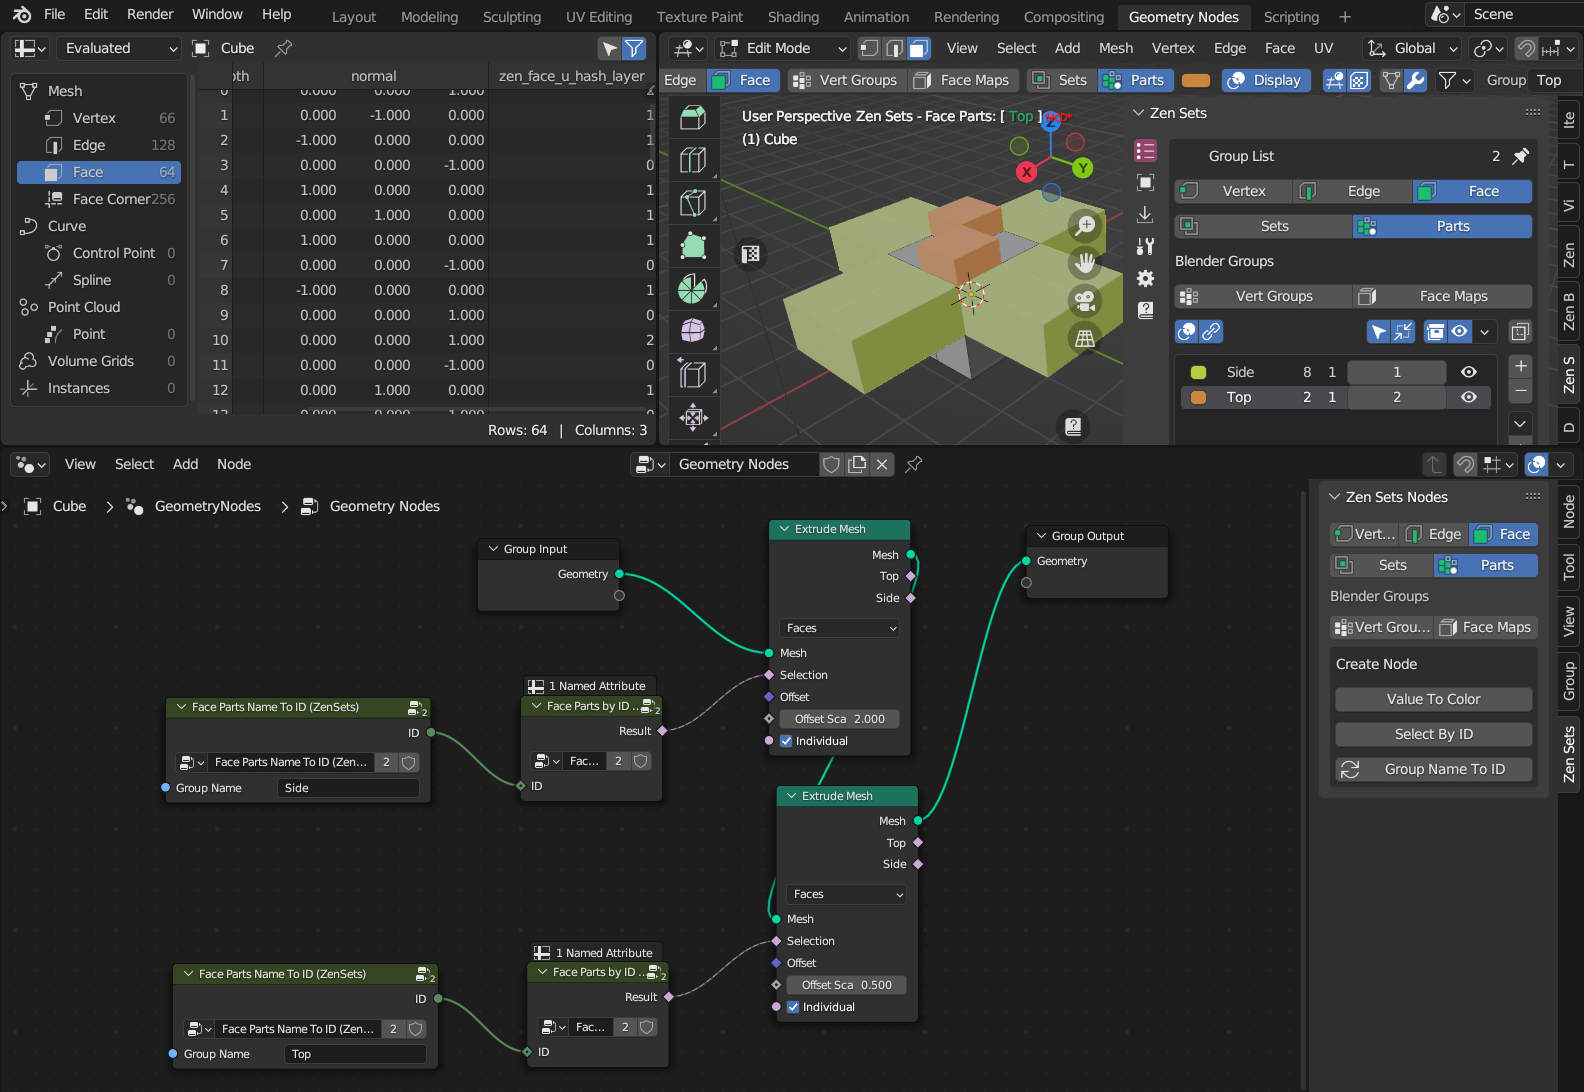 File Edit Render Window Help Layout Modeling Sculpting UV Editing Texture Paint Shading Animation Rendering Compositing Geometry Nodes Scripting + Scene
Evaluated Cube
Edit Mode View Select Add Mesh Vertex Edge Face UV Global
Edge Face Vert Groups Face Maps Sets Parts Display Group Top
Mesh
Vertex 66
Edge 128
Face 64
Face Corner 256
Curve
Control Point 0
Spline 0
Point Cloud
Point 0
Volume Grids 0
Instances 0
oth normal zen_face_u_hash_layer
0 0.000 0.000 1.000
1 0.000 -1.000 0.000 1
2 -1.000 0.000 0.000 1
3 0.000 0.000 -1.000 0
4 1.000 0.000 0.000 1
5 0.000 1.000 0.000 1
6 1.000 0.000 0.000 1
7 0.000 0.000 -1.000 0
8 -1.000 0.000 0.000 1
9 0.000 0.000 1.000 0
10 0.000 0.000 1.000 2
11 0.000 0.000 -1.000 0
12 0.000 1.000 0.000 1
Rows: 64 | Columns: 3
User Perspective Zen Sets - Face Parts: [ Top ]
(1) Cube
Z
X
Y
Zen Sets
Group List 2
Vertex Edge Face
Sets Parts
Blender Groups
Vert Groups Face Maps
Side 8 1 1
Top 2 1 2
Ite
T
Vi
Zen
Zen B
Zen S
D
View Select Add Node Geometry Nodes
Cube > GeometryNodes > Geometry Nodes
Group Input
Geometry
Extrude Mesh
Mesh
Top
Side
Faces
Mesh
Selection
Offset
Offset Sca 2.000
Individual
Group Output
Geometry
Face Parts Name To ID (ZenSets) 2
ID
Face Parts Name To ID (Zen... 2
Group Name Side
1 Named Attribute
Face Parts by ID .. 2
Result
Fac... 2
ID
Extrude Mesh
Mesh
Top
Side
Faces
Mesh
Selection
Offset
Offset Sca 0.500
Individual
Face Parts Name To ID (ZenSets) 2
ID
Face Parts Name To ID (Zen... 2
Group Name Top
1 Named Attribute
Face Parts by ID .. 2
Result
Fac... 2
ID
Zen Sets Nodes
Vert... Edge Face
Sets Parts
Blender Groups
Vert Grou... Face Maps
Create Node
Value To Color
Select By ID
Group Name To ID
Node
Tool
View
Group
Zen Sets